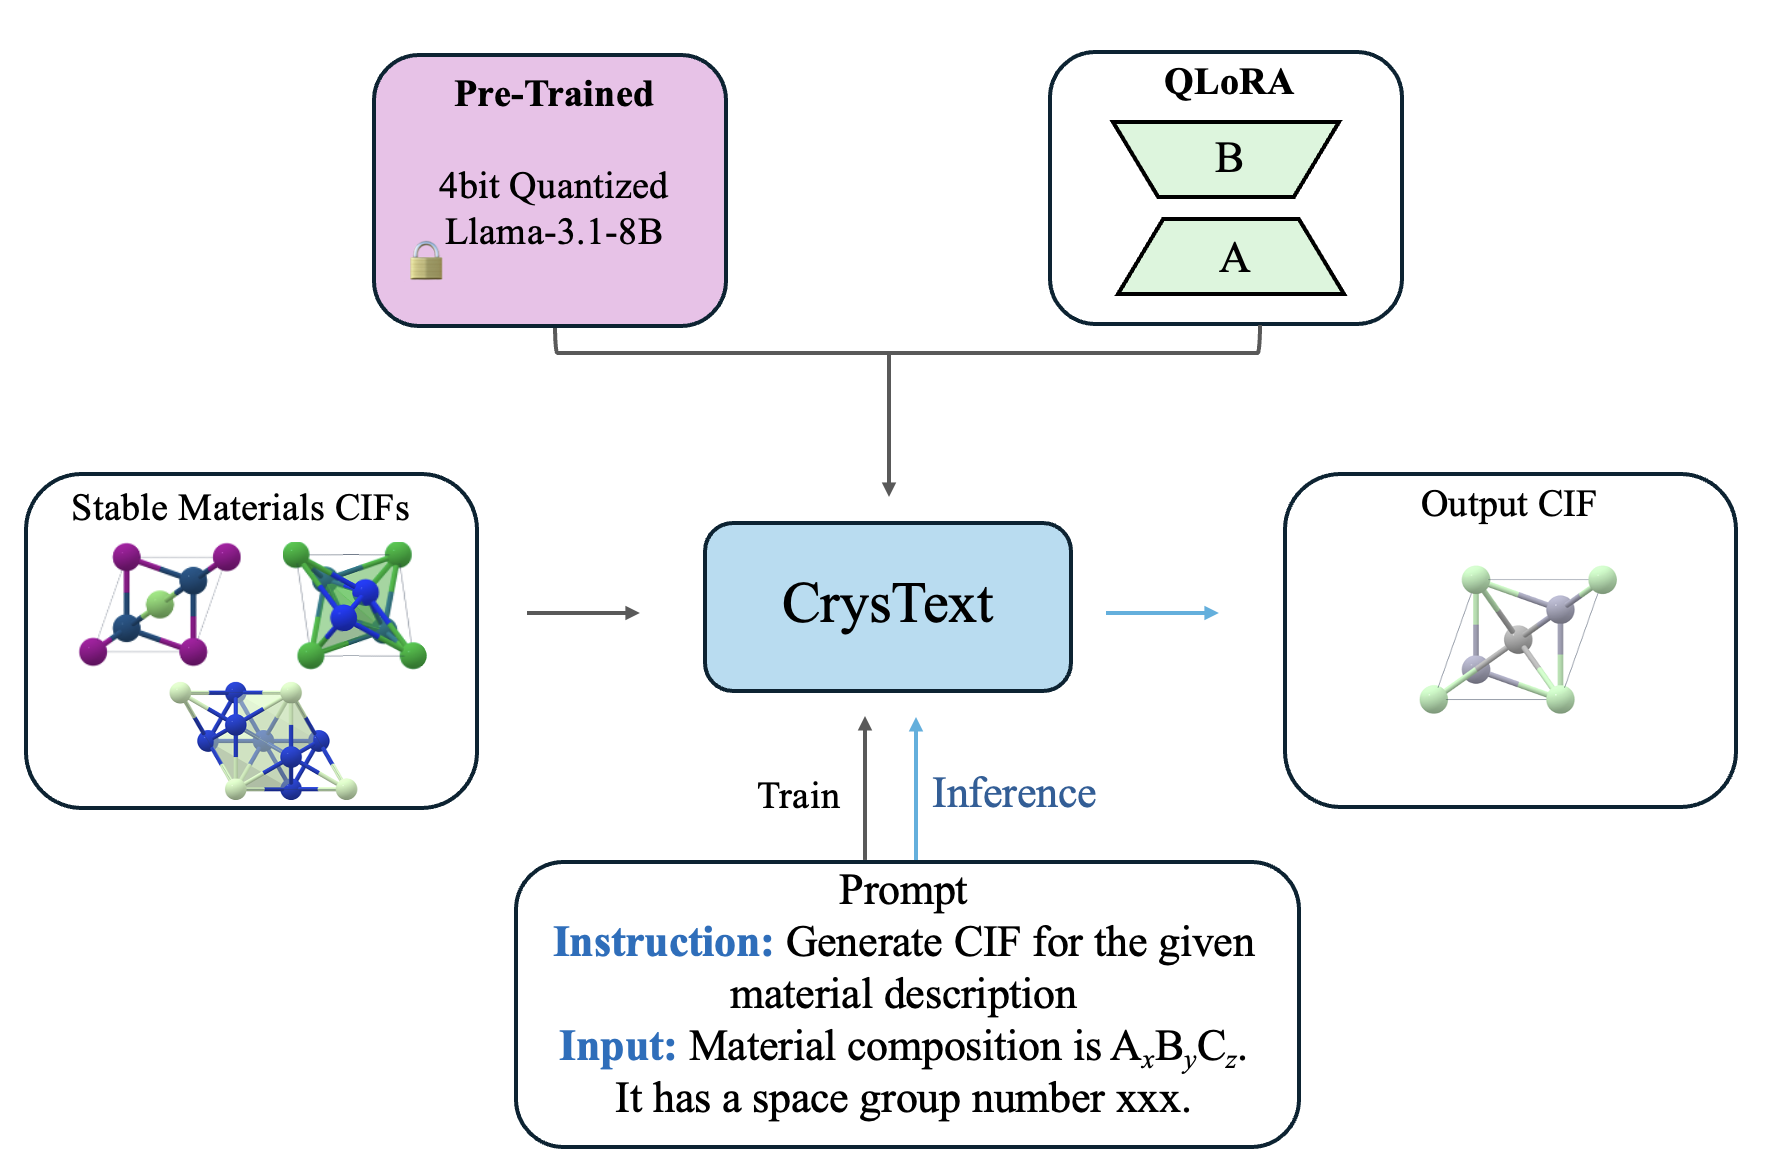 Pre-Trained
4bit Quantized
Llama-3.1-8B
QLoRA
B
A
Stable Materials CIFs
CrysText
Output CIF
Train
Inference
Prompt
Instruction: Generate CIF for the given
material description
Input: Material composition is AₓBᵧC_z.
It has a space group number xxx.